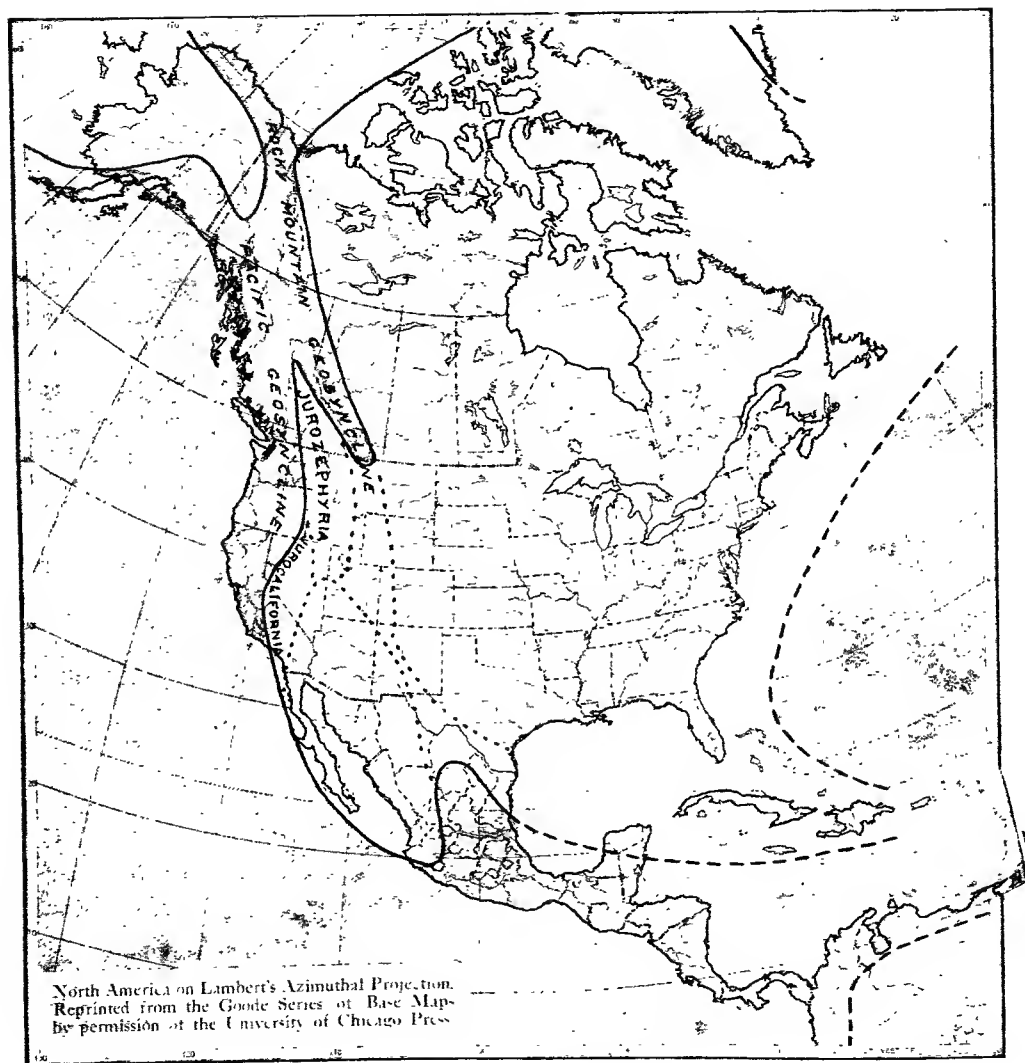 ROCKY MOUNTAIN GEOSYNCLINE
PACIFIC GEOSYNCLINE
JUROZEPHYRIA
JUROCALIFORNIA
North America on Lambert's Azimuthal Projection.
Reprinted from the Goode Series of Base Maps
by permission of the University of Chicago Press